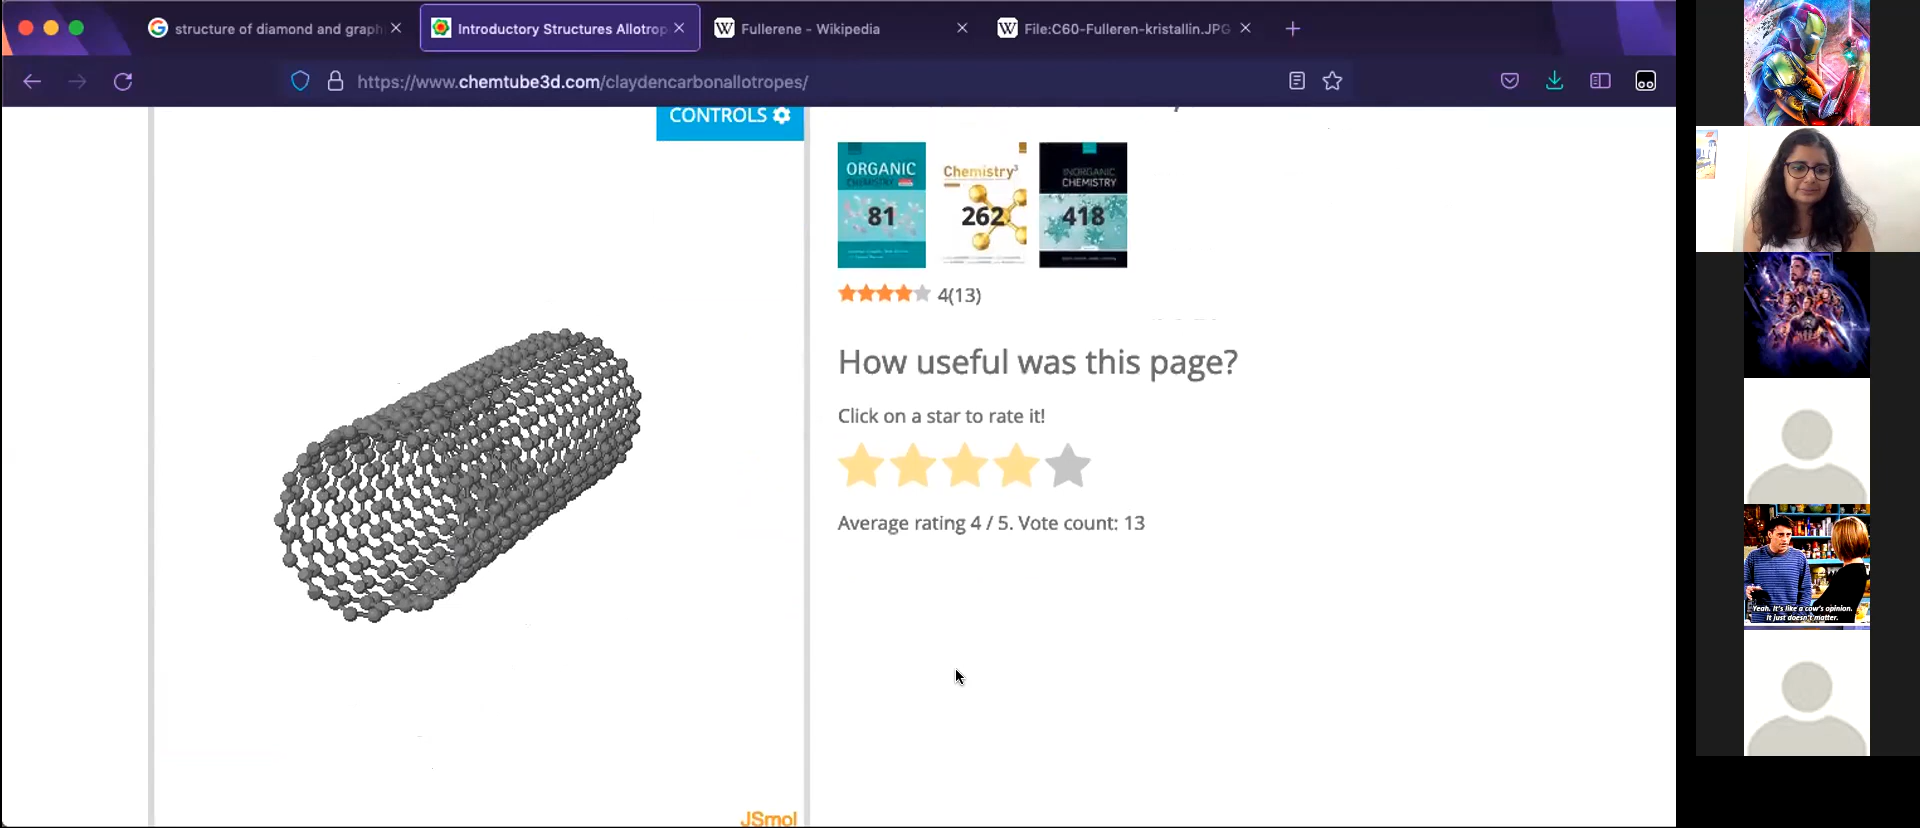 structure of diamond and graph
Introductory Structures Allotrop
Fullerene - Wikipedia
File:C60-Fulleren-kristallin.JPG
https://www.chemtube3d.com/claydencarbonallotropes/
CONTROLS
ORGANIC
CHEMISTRY
81
Chemistry³
262
INORGANIC
CHEMISTRY
418
4(13)
How useful was this page?
Click on a star to rate it!
Average rating 4 / 5. Vote count: 13
JSmol
Yeah. It's like a cow's opinion.
It just doesn't matter.